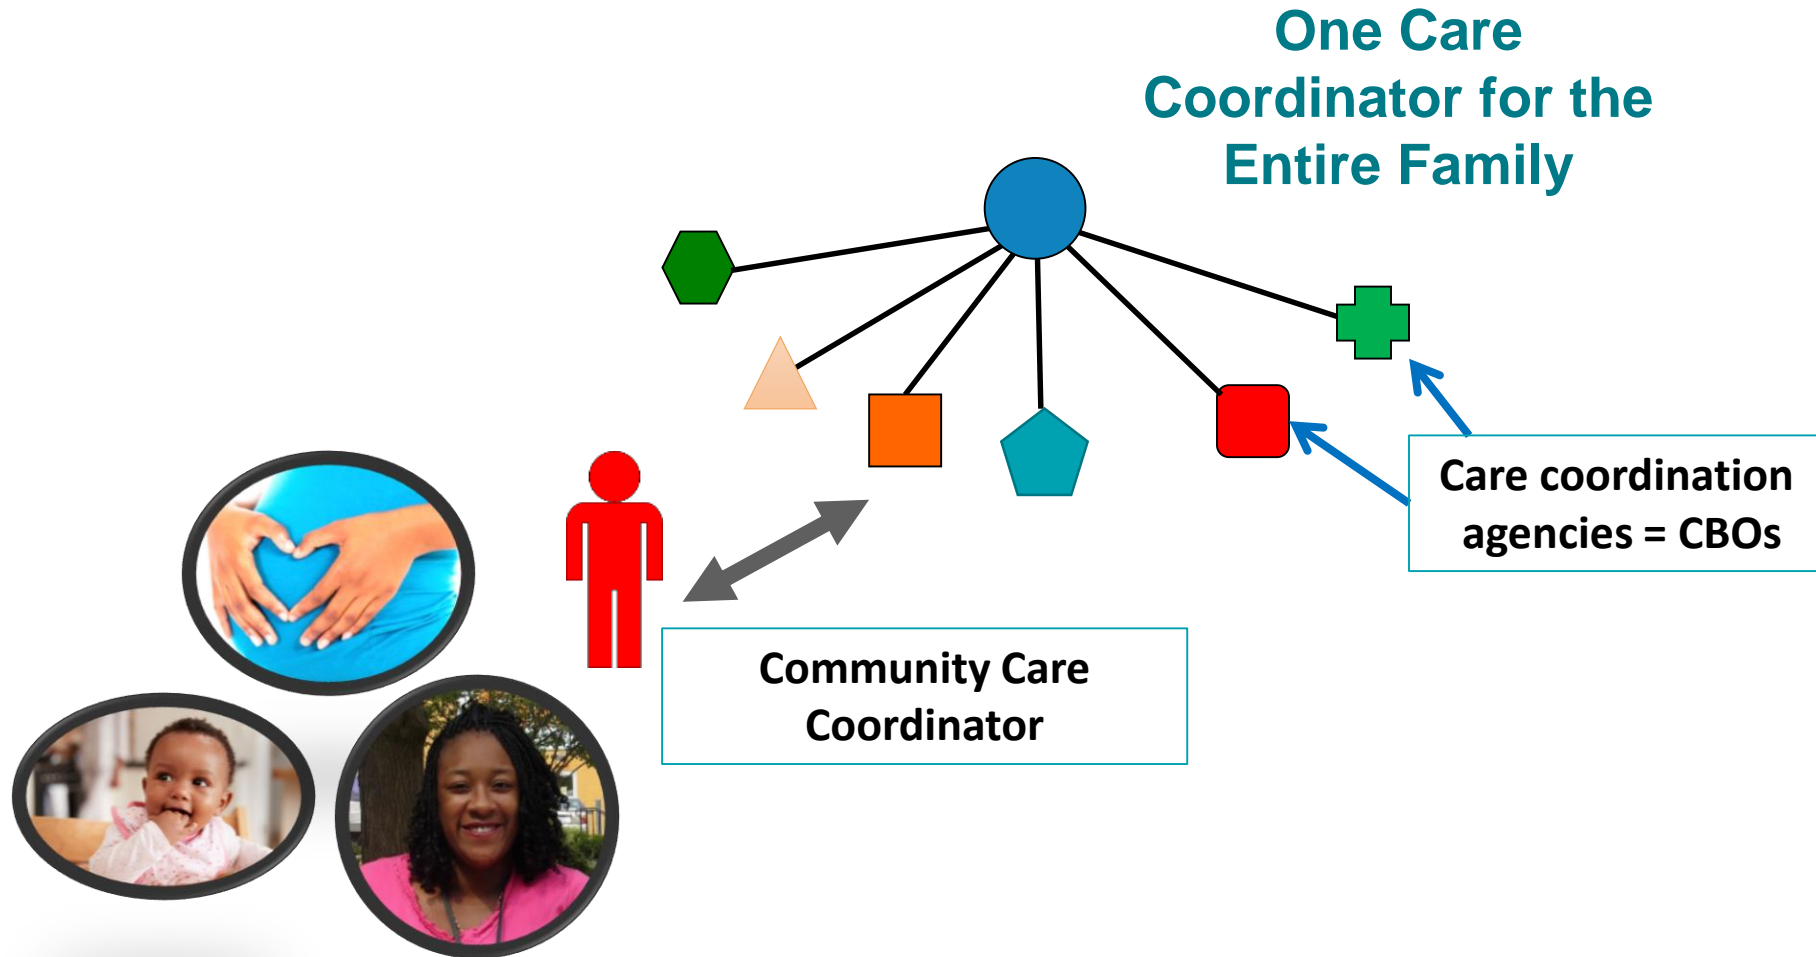 One Care
Coordinator for the
Entire Family
Care coordination
agencies = CBOs
Community Care
Coordinator